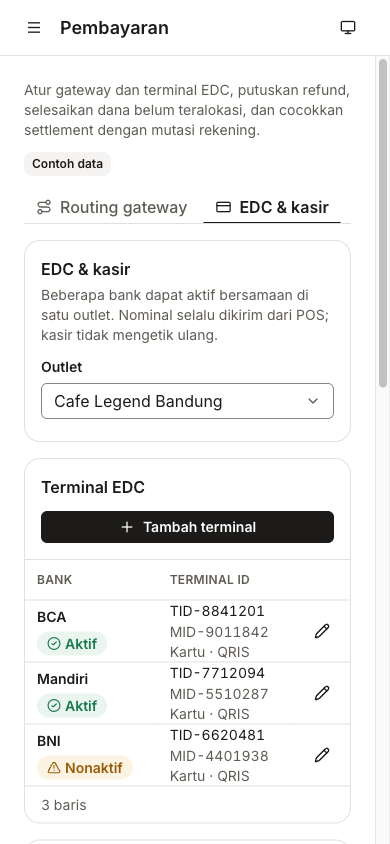 Pembayaran
Atur gateway dan terminal EDC, putuskan refund,
selesaikan dana belum teralokasi, dan cocokkan
settlement dengan mutasi rekening.
Contoh data
Routing gateway
EDC & kasir
EDC & kasir
Beberapa bank dapat aktif bersamaan di
satu outlet. Nominal selalu dikirim dari POS;
kasir tidak mengetik ulang.
Outlet
Cafe Legend Bandung
Terminal EDC
Tambah terminal
BANK TERMINAL ID
BCA
Aktif
TID-8841201
MID-9011842
Kartu · QRIS
Mandiri
Aktif
TID-7712094
MID-5510287
Kartu · QRIS
BNI
Nonaktif
TID-6620481
MID-4401938
Kartu · QRIS
3 baris